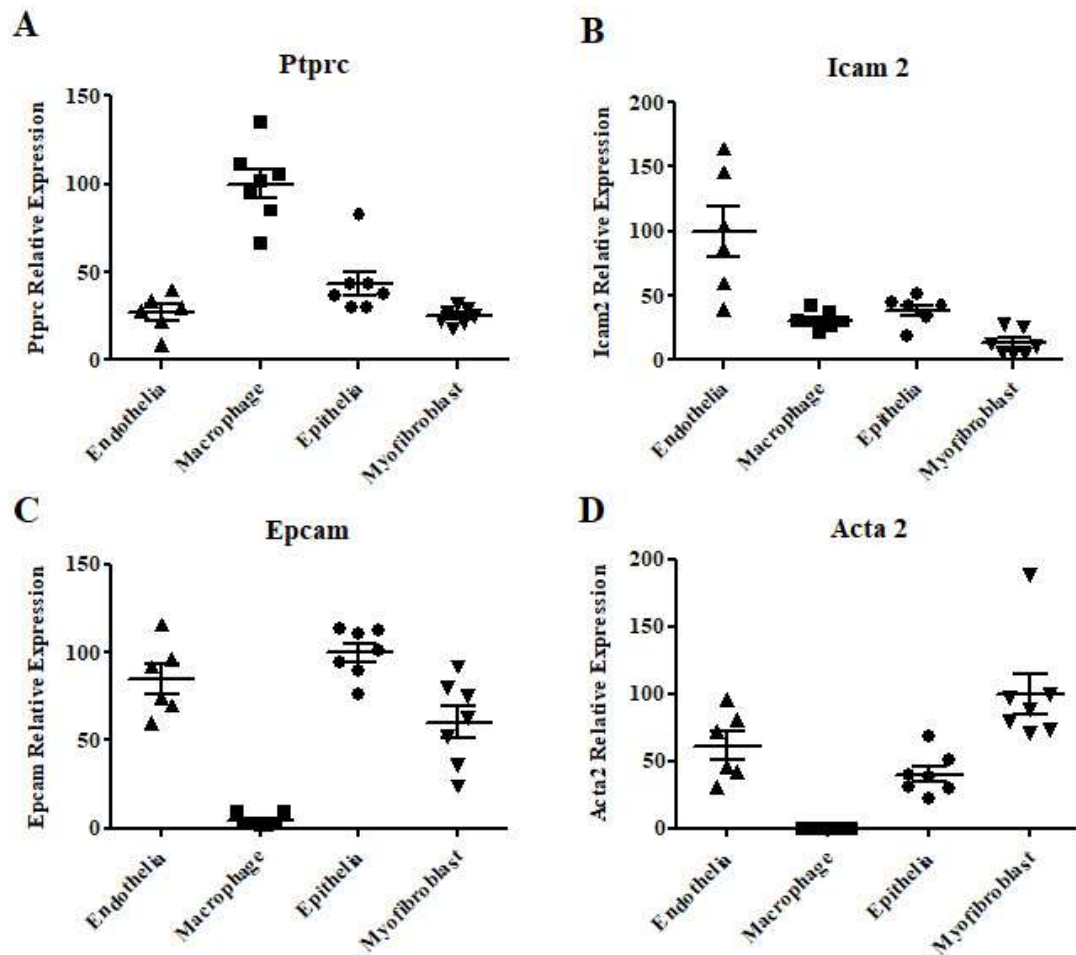 A
Ptprc
Ptprc Relative Expression
150
100
50
0
Endothelia
Macrophage
Epithelia
Myofibroblast
B
Icam 2
Icam2 Relative Expression
200
150
100
50
0
Endothelia
Macrophage
Epithelia
Myofibroblast
C
Epcam
Epcam Relative Expression
150
100
50
0
Endothelia
Macrophage
Epithelia
Myofibroblast
D
Acta 2
Acta2 Relative Expression
200
150
100
50
0
Endothelia
Macrophage
Epithelia
Myofibroblast